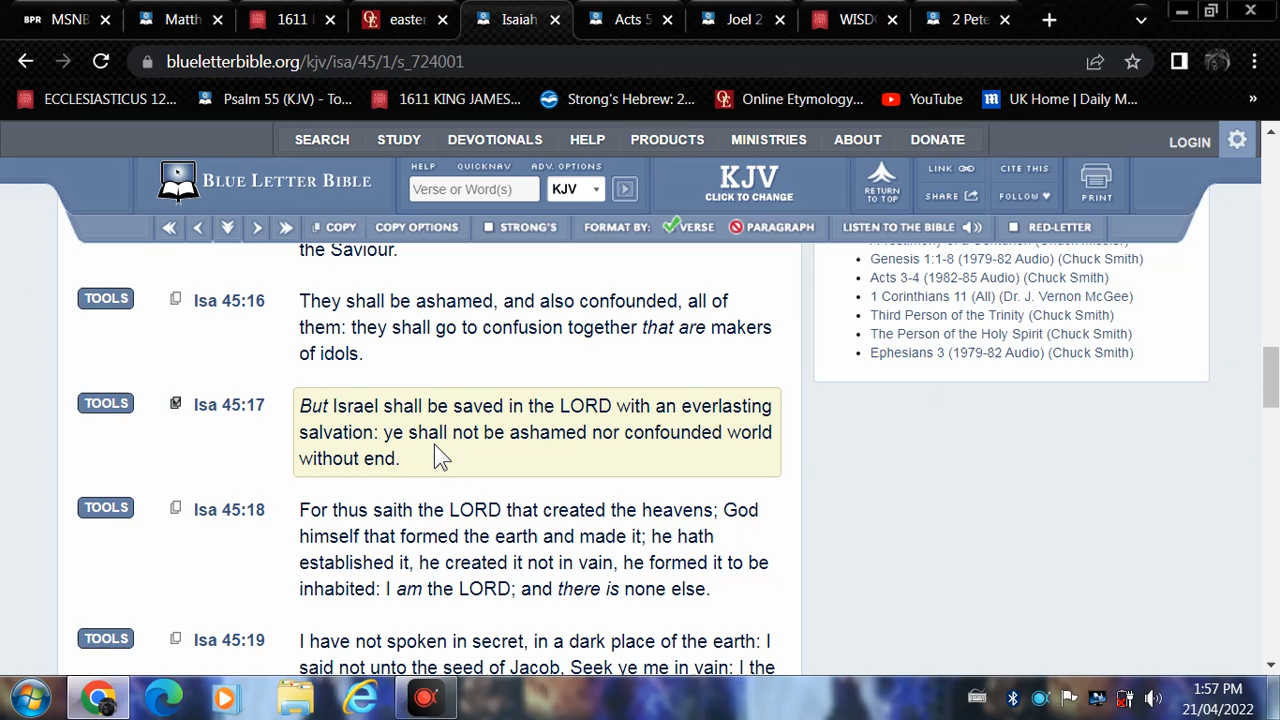 BPR MSNB
Matth
1611
easter
Isaiah
Acts 5
Joel 2
WISDO
2 Pete
blueletterbible.org/kjv/isa/45/1/s_724001
ECCLESIASTICUS 12...
Psalm 55 (KJV) - To...
1611 KING JAMES...
Strong's Hebrew: 2...
Online Etymology...
YouTube
UK Home | Daily M...
»
SEARCH
STUDY
DEVOTIONALS
HELP
PRODUCTS
MINISTRIES
ABOUT
DONATE
LOGIN
BLUE LETTER BIBLE
HELP QUICKNAV ADV. OPTIONS
Verse or Word(s)
KJV
KJV
CLICK TO CHANGE
RETURN
TO TOP
LINK
CITE THIS
SHARE
FOLLOW
PRINT
COPY
COPY OPTIONS
STRONG'S
FORMAT BY:
VERSE
PARAGRAPH
LISTEN TO THE BIBLE
RED-LETTER
the Saviour.
TOOLS
Isa 45:16
They shall be ashamed, and also confounded, all of
them: they shall go to confusion together that are makers
of idols.
TOOLS
Isa 45:17
But Israel shall be saved in the LORD with an everlasting
salvation: ye shall not be ashamed nor confounded world
without end.
TOOLS
Isa 45:18
For thus saith the LORD that created the heavens; God
himself that formed the earth and made it; he hath
established it, he created it not in vain, he formed it to be
inhabited: I am the LORD; and there is none else.
TOOLS
Isa 45:19
I have not spoken in secret, in a dark place of the earth: I
said not unto the seed of Jacob, Seek ye me in vain: I the
Genesis 1:1-8 (1979-82 Audio) (Chuck Smith)
Acts 3-4 (1982-85 Audio) (Chuck Smith)
1 Corinthians 11 (All) (Dr. J. Vernon McGee)
Third Person of the Trinity (Chuck Smith)
The Person of the Holy Spirit (Chuck Smith)
Ephesians 3 (1979-82 Audio) (Chuck Smith)
1:57 PM
21/04/2022